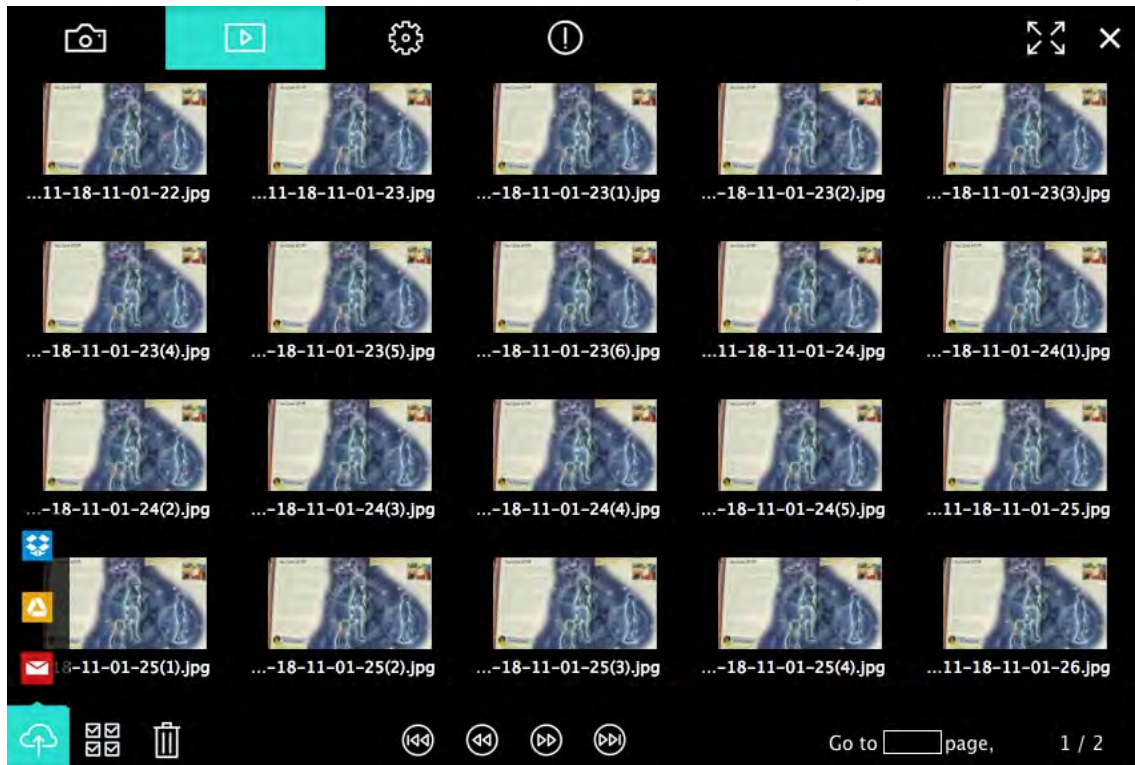 ...11-18-11-01-22.jpg ...11-18-11-01-23.jpg ...-18-11-01-23(1).jpg ...-18-11-01-23(2).jpg ...-18-11-01-23(3).jpg
...-18-11-01-23(4).jpg ...-18-11-01-23(5).jpg ...-18-11-01-23(6).jpg ...11-18-11-01-24.jpg ...-18-11-01-24(1).jpg
...-18-11-01-24(2).jpg ...-18-11-01-24(3).jpg ...-18-11-01-24(4).jpg ...-18-11-01-24(5).jpg ...11-18-11-01-25.jpg
18-11-01-25(1).jpg ...-18-11-01-25(2).jpg ...-18-11-01-25(3).jpg ...-18-11-01-25(4).jpg ...11-18-11-01-26.jpg
Go to page, 1 / 2